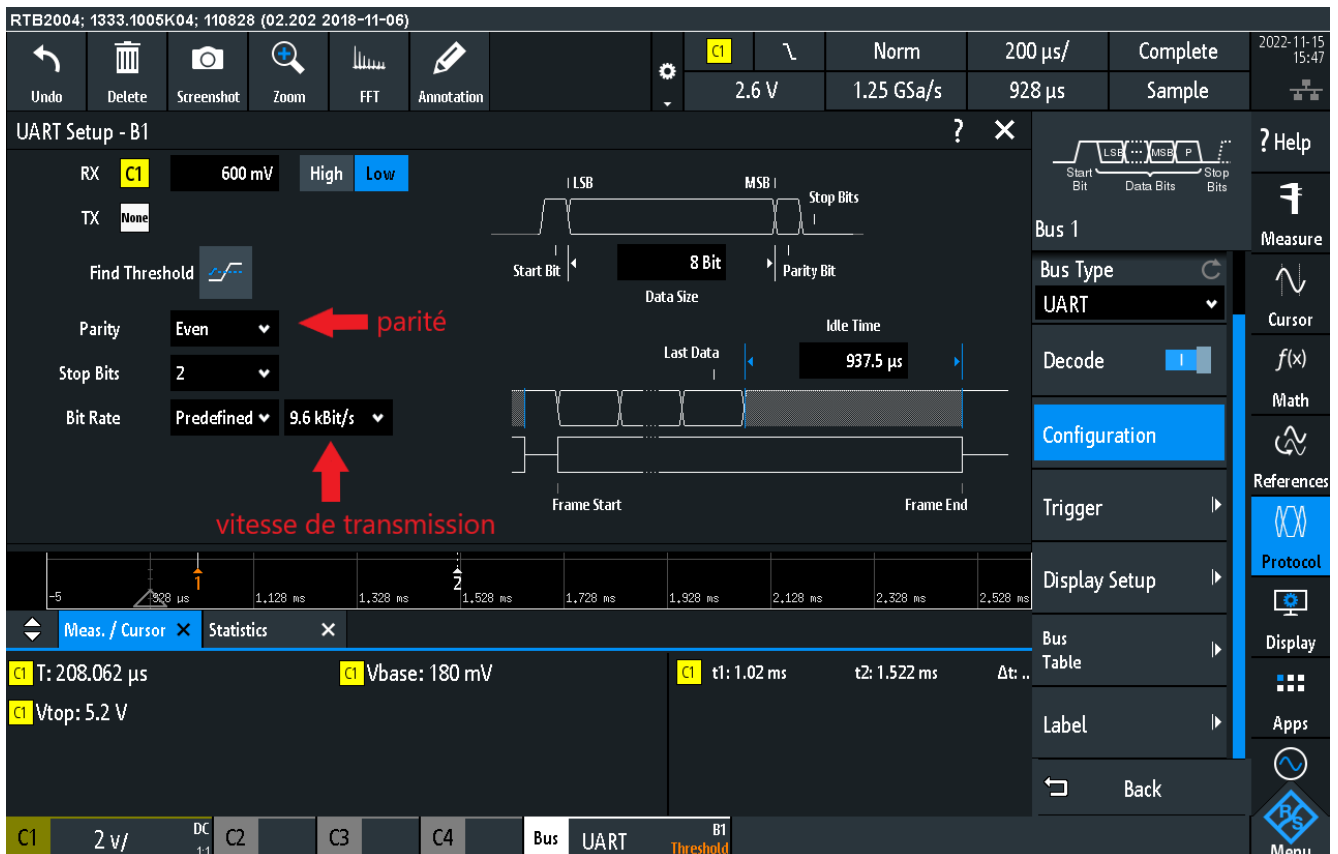 RTB2004; 1333.1005K04; 110828 (02.202 2018-11-06)
Undo
Delete
Screenshot
Zoom
FFT
Annotation
C1
Norm
200 µs/
Complete
2.6 V
1.25 GSa/s
928 µs
Sample
2022-11-15
15:47
UART Setup - B1
?
RX C1 600 mV High Low
TX None
Find Threshold
Parity Even
parité
Stop Bits 2
Bit Rate Predefined 9.6 kBit/s
vitesse de transmission
LSB
MSB
Stop Bits
Start Bit
8 Bit
Parity Bit
Data Size
Idle Time
Last Data
937.5 µs
Frame Start
Frame End
LSB ... MSB P
Start Bit
Data Bits
Stop Bits
Bus 1
Bus Type
UART
Decode
Configuration
Trigger
Display Setup
Bus Table
Label
Back
? Help
Measure
Cursor
f(x)
Math
References
Protocol
Display
Apps
Menu
1
2
-5
928 µs
1,128 ms
1,328 ms
1,528 ms
1,728 ms
1,928 ms
2,128 ms
2,328 ms
2,528 ms
Meas. / Cursor
Statistics
C1 T: 208.062 µs
C1 Vbase: 180 mV
C1 t1: 1.02 ms
t2: 1.522 ms
Δt: ..
C1 Vtop: 5.2 V
C1
2 V/
DC
1:1
C2
C3
C4
Bus
UART
B1
Threshold
R&S